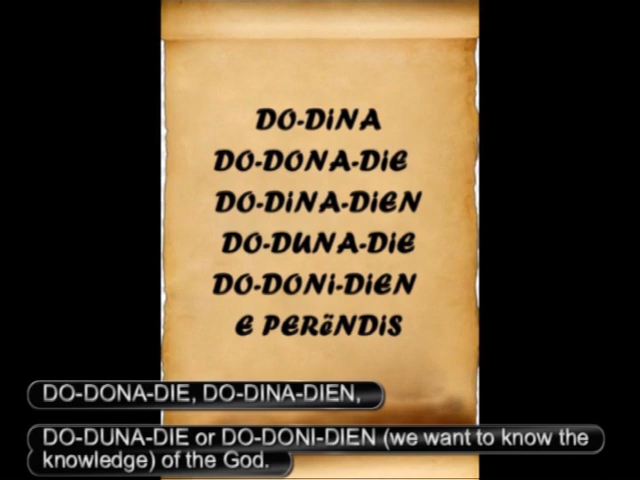 DO-DiNA
DO-DONA-DiE
DO-DiNA-DiEN
DO-DUNA-DiE
DO-DONi-DiEN
E PERẽNDiS
DO-DONA-DIE, DO-DINA-DIEN,
DO-DUNA-DIE or DO-DONI-DIEN (we want to know the
knowledge) of the God.